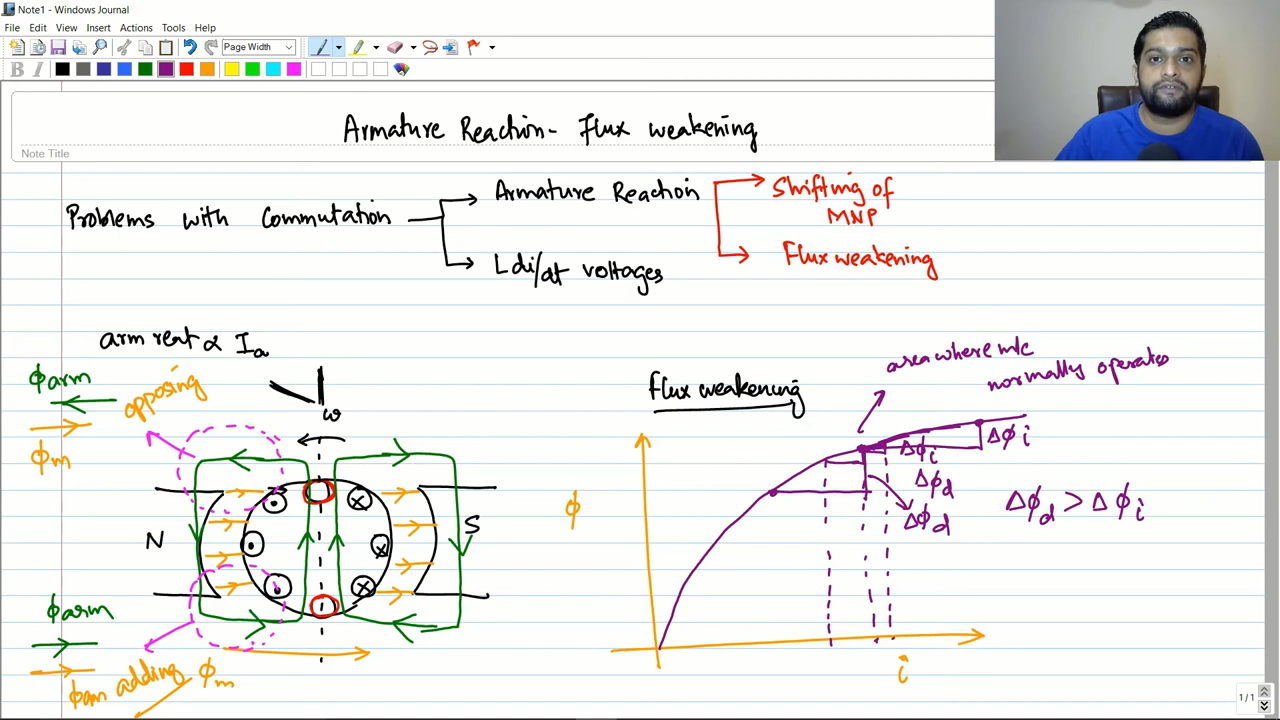 Note1 - Windows Journal
File Edit View Insert Actions Tools Help
Page Width
B I
Armature Reaction- Flux weakening
Note Title
Problems with Commutation
Armature Reaction
Ldi/dt voltages
Shifting of
MNP
Flux weakening
arm reat ∝ Ia
ϕarm
opposing
ϕm
ω
N
S
ϕarm
ϕam adding ϕm
flux weakening
area where m/c
normally operates
ϕ
i
Δϕi
Δϕi
Δϕd
Δϕd
Δϕd > Δϕi
1/1